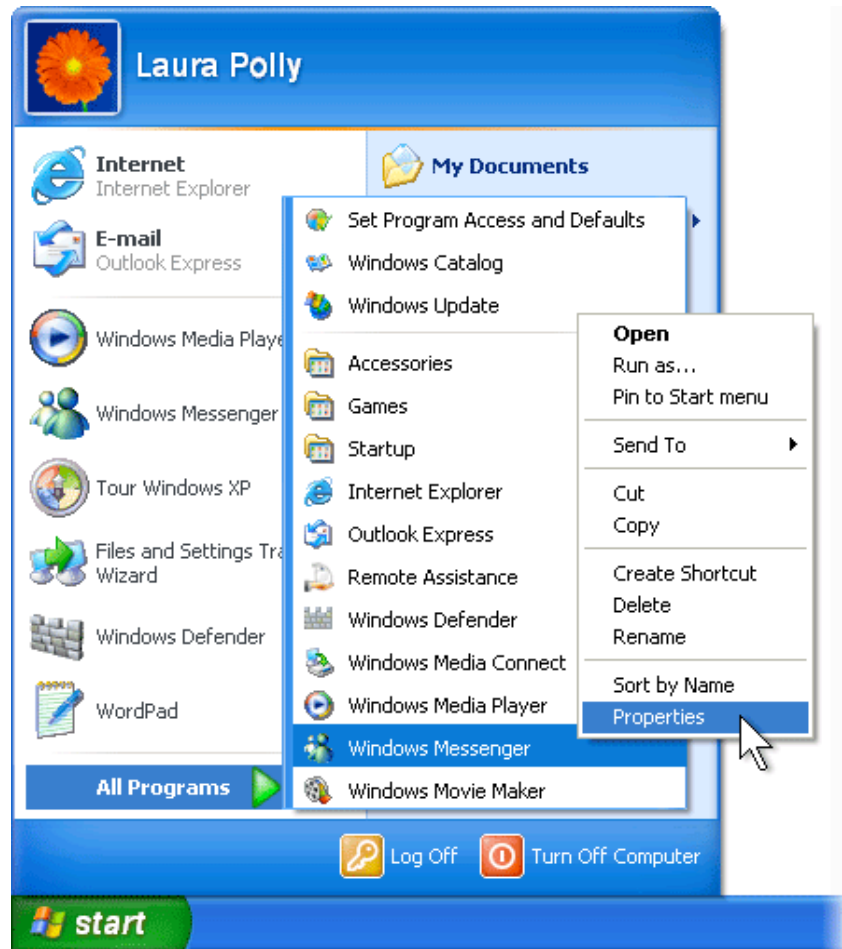 Laura Polly
Internet
Internet Explorer
E-mail
Outlook Express
Windows Media Playe
Windows Messenger
Tour Windows XP
Files and Settings Tra
Wizard
Windows Defender
WordPad
All Programs
My Documents
Set Program Access and Defaults
Windows Catalog
Windows Update
Accessories
Games
Startup
Internet Explorer
Outlook Express
Remote Assistance
Windows Defender
Windows Media Connect
Windows Media Player
Windows Messenger
Windows Movie Maker
Open
Run as...
Pin to Start menu
Send To
Cut
Copy
Create Shortcut
Delete
Rename
Sort by Name
Properties
Log Off
Turn Off Computer
start